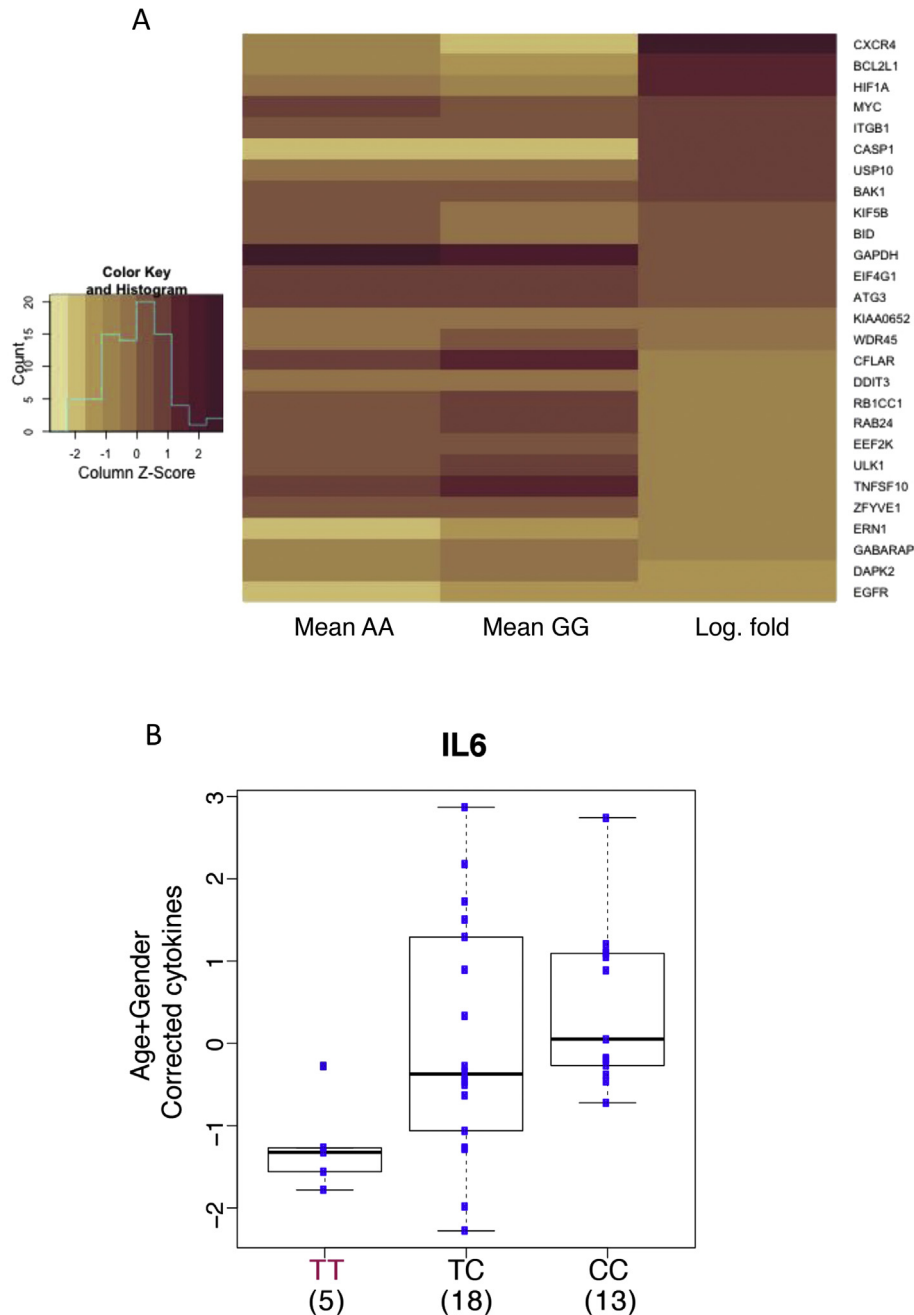 A
CXCR4
BCL2L1
HIF1A
MYC
ITGB1
CASP1
USP10
BAK1
KIF5B
BID
GAPDH
EIF4G1
ATG3
KIAA0652
WDR45
CFLAR
DDIT3
RB1CC1
RAB24
EEF2K
ULK1
TNFSF10
ZFYVE1
ERN1
GABARAP
DAPK2
EGFR
Color Key
and Histogram
Count
0 5 10 15 20
-2 -1 0 1 2
Column Z-Score
Mean AA Mean GG Log. fold
B
IL6
Age+Gender
Corrected cytokines
3
2
1
0
−1
−2
TT TC CC
(5) (18) (13)